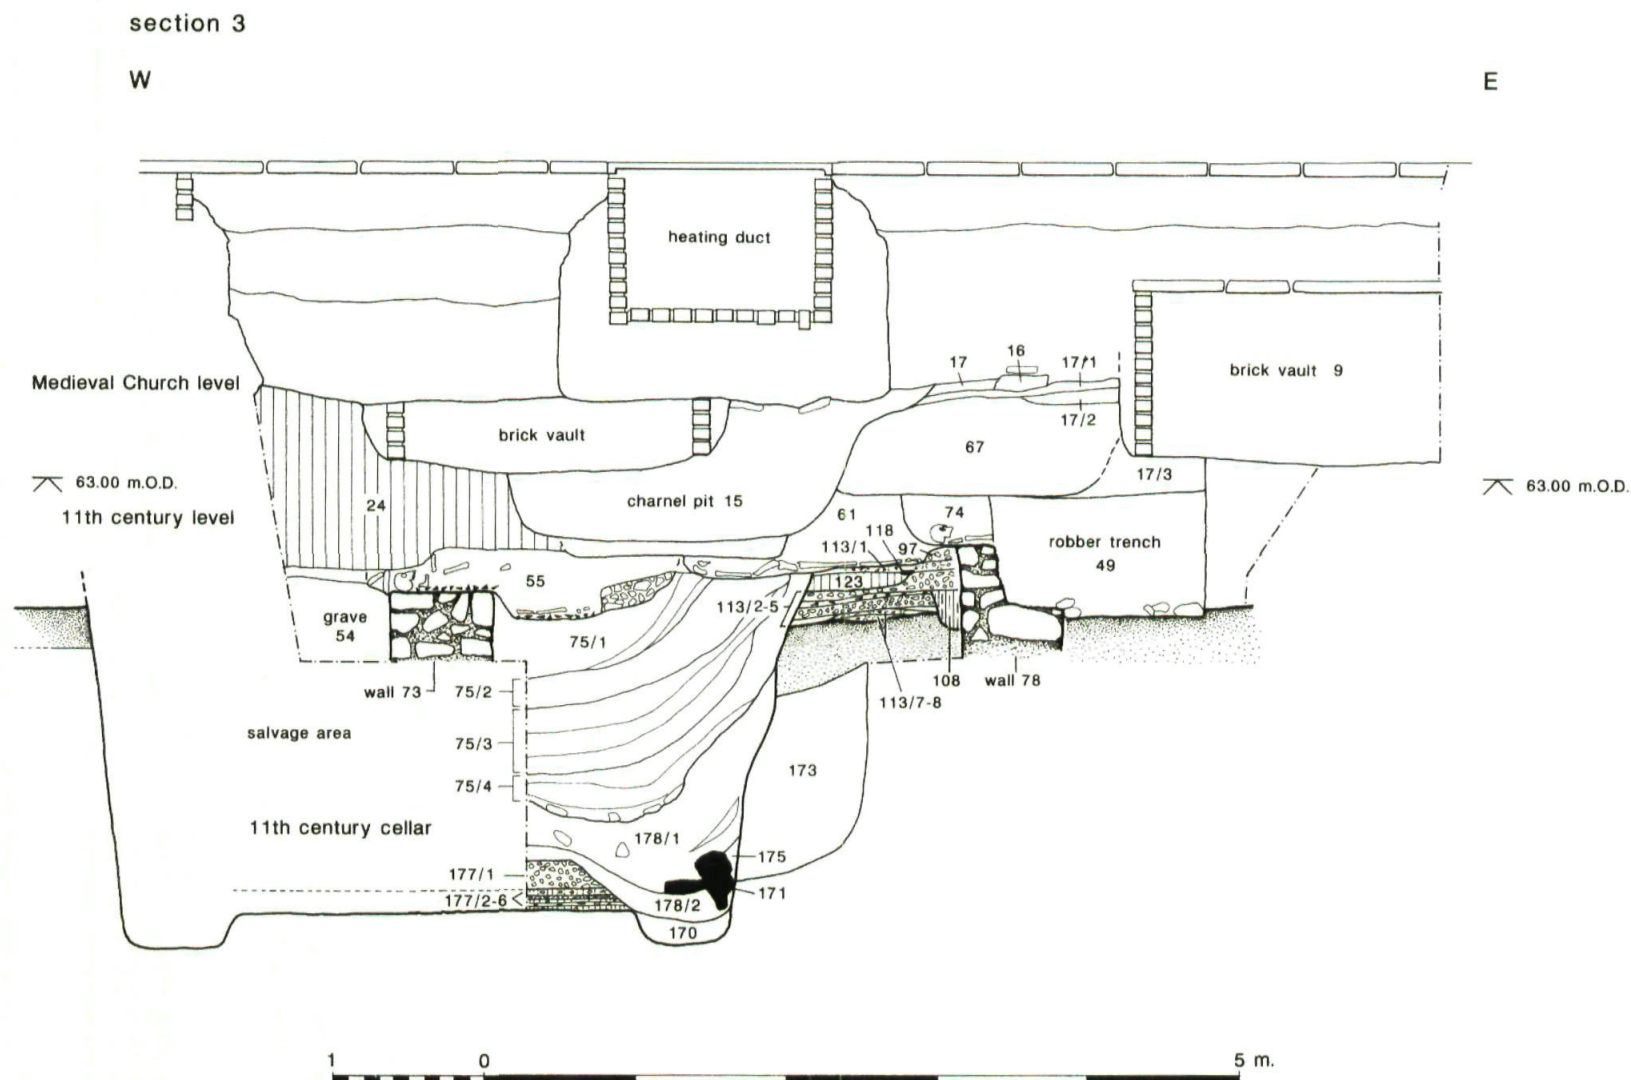 section 3
W
E
heating duct
Medieval Church level
17
16
17/1
brick vault 9
17/2
brick vault
67
17/3
63.00 m.O.D.
63.00 m.O.D.
24
charnel pit 15
11th century level
61
74
118
113/1
97
robber trench
49
55
123
113/2-5
grave
54
75/1
wall 73
75/2
108
wall 78
113/7-8
salvage area
75/3
173
75/4
11th century cellar
178/1
175
177/1
171
177/2-6
178/2
170
1
0
5 m.